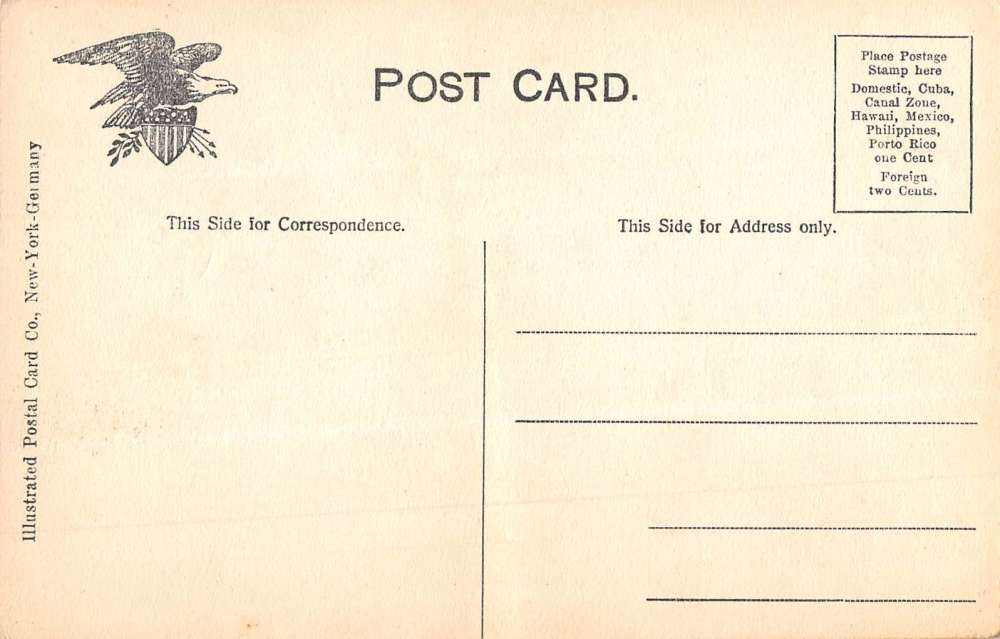 POST CARD.
Place Postage
Stamp here
Domestic, Cuba,
Canal Zone,
Hawaii, Mexico,
Philippines,
Porto Rico
one Cent
Foreign
two Cents.
This Side for Correspondence.
This Side for Address only.
Illustrated Postal Card Co., New-York-Germany